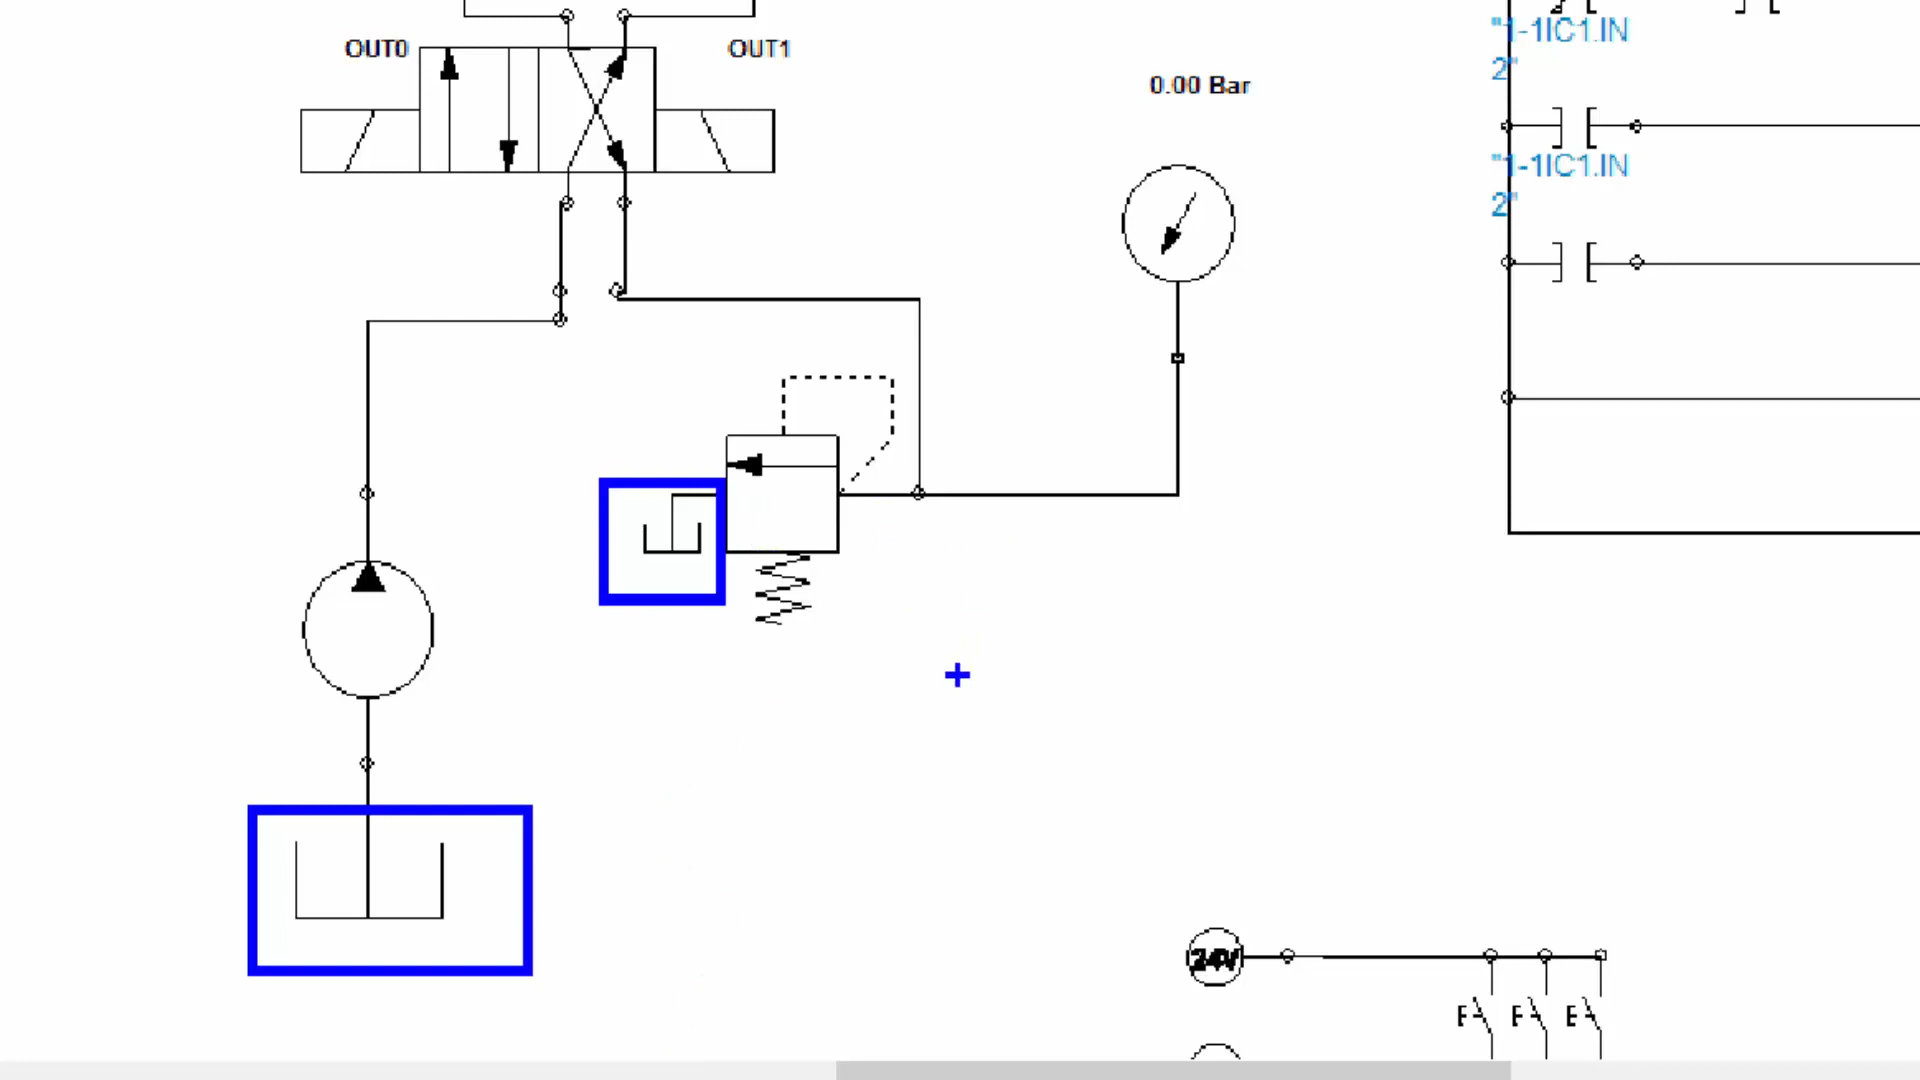 OUT0
OUT1
0.00 Bar
"1-1IC1.IN
2"
"1-1IC1.IN
2"
24V
E
E
E